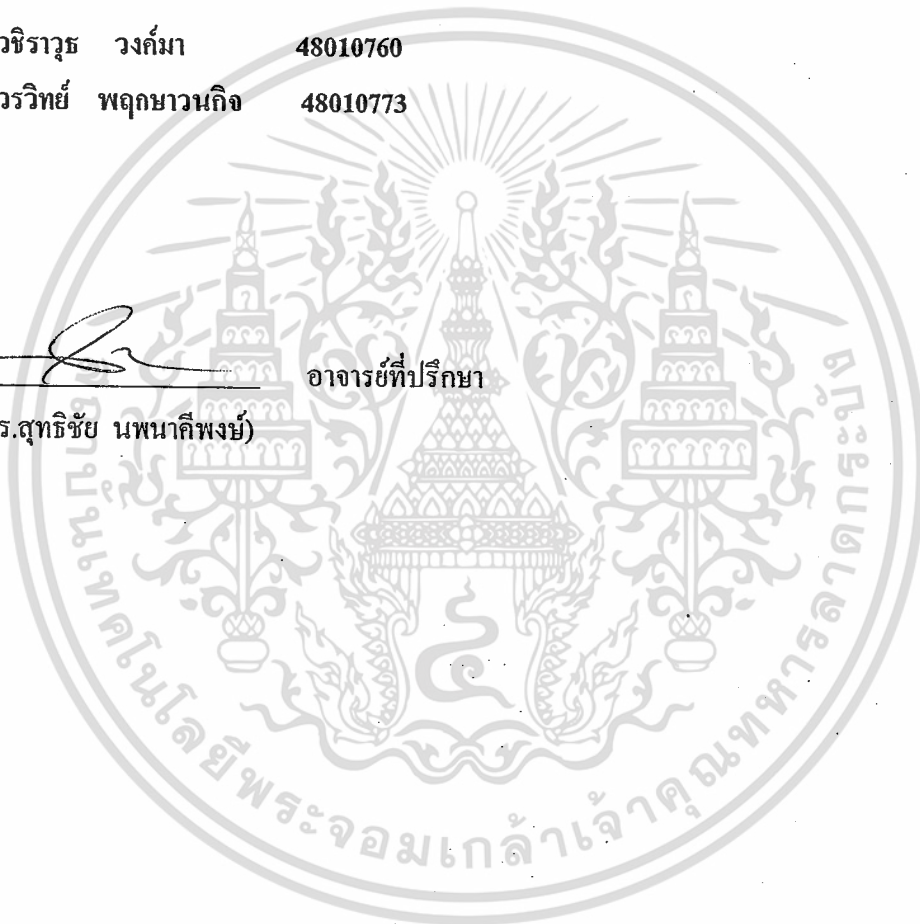 วชิราวุธ วงค์มา 48010760
วรวิทย์ พฤกษาวนกิจ 48010773
อาจารย์ที่ปรึกษา
ร.สุทธิชัย นพนาคีพงษ์)
สถาบันเทคโนโลยีพระจอมเกล้าเจ้าคุณทหารลาดกระบัง